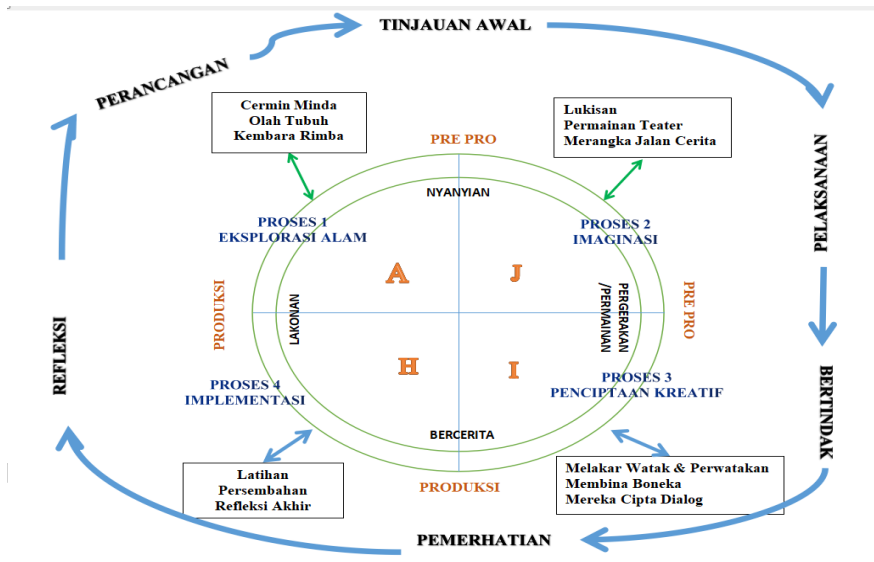 TINJAUAN AWAL
PERANCANGAN
Cermin Minda
Olah Tubuh
Kembara Rimba
Lukisan
Permainan Teater
Merangka Jalan Cerita
PRE PRO
NYANYIAN
PELAKSANAAN
PROSES 1
EKSPLORASI ALAM
PROSES 2
IMAGINASI
A
J
PRODUKSI
LAKONAN
PERGERAKAN
/PERMAINAN
PRE PRO
REFLEKSI
H
I
PROSES 4
IMPLEMENTASI
PROSES 3
PENCIPTAAN KREATIF
BERTINDAK
BERCERITA
Latihan
Persembahan
Refleksi Akhir
PRODUKSI
Melakar Watak & Perwatakan
Membina Boneka
Mereka Cipta Dialog
PEMERHATIAN